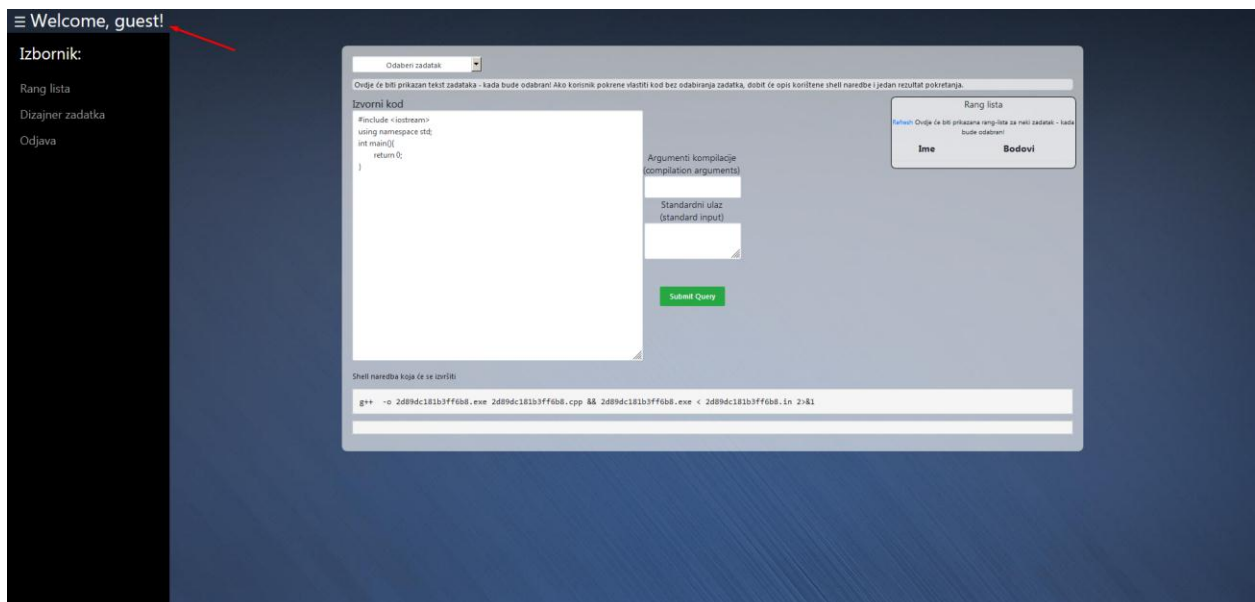 ≡ Welcome, guest!
Izbornik:
Rang lista
Dizajner zadatka
Odjava
Odaberi zadatak
Ovdje će biti prikazan tekst zadataka - kada bude odabran! Ako korisnik pokrene vlastiti kod bez odabiranja zadatka, dobit će opis korištene shell naredbe i jedan rezultat pokretanja.
Izvorni kod
#include <iostream>
using namespace std;
int main(){
return 0;
}
Argumenti kompilacije
(compilation arguments)
Standardni ulaz
(standard input)
Submit Query
Rang lista
Refresh Ovdje će biti prikazana rang-lista za neki zadatak - kada
bude odabran!
Ime Bodovi
Shell naredba koja će se izvršiti
g++ -o 2d89dc181b3ff6b8.exe 2d89dc181b3ff6b8.cpp && 2d89dc181b3ff6b8.exe < 2d89dc181b3ff6b8.in 2>&1